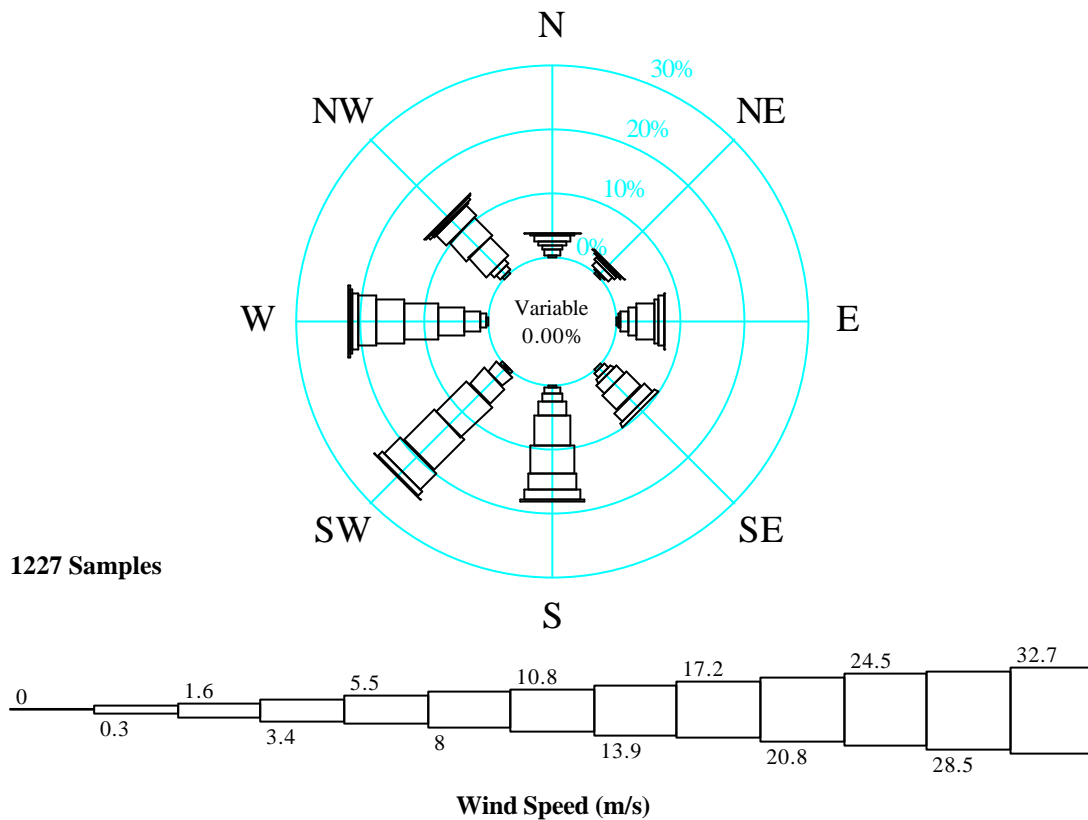 N
30%
NW
NE
20%
10%
0%
Variable
0.00%
W
E
SW
SE
1227 Samples
S
0 1.6 5.5 10.8 17.2 24.5 32.7
0.3 3.4 8 13.9 20.8 28.5
Wind Speed (m/s)